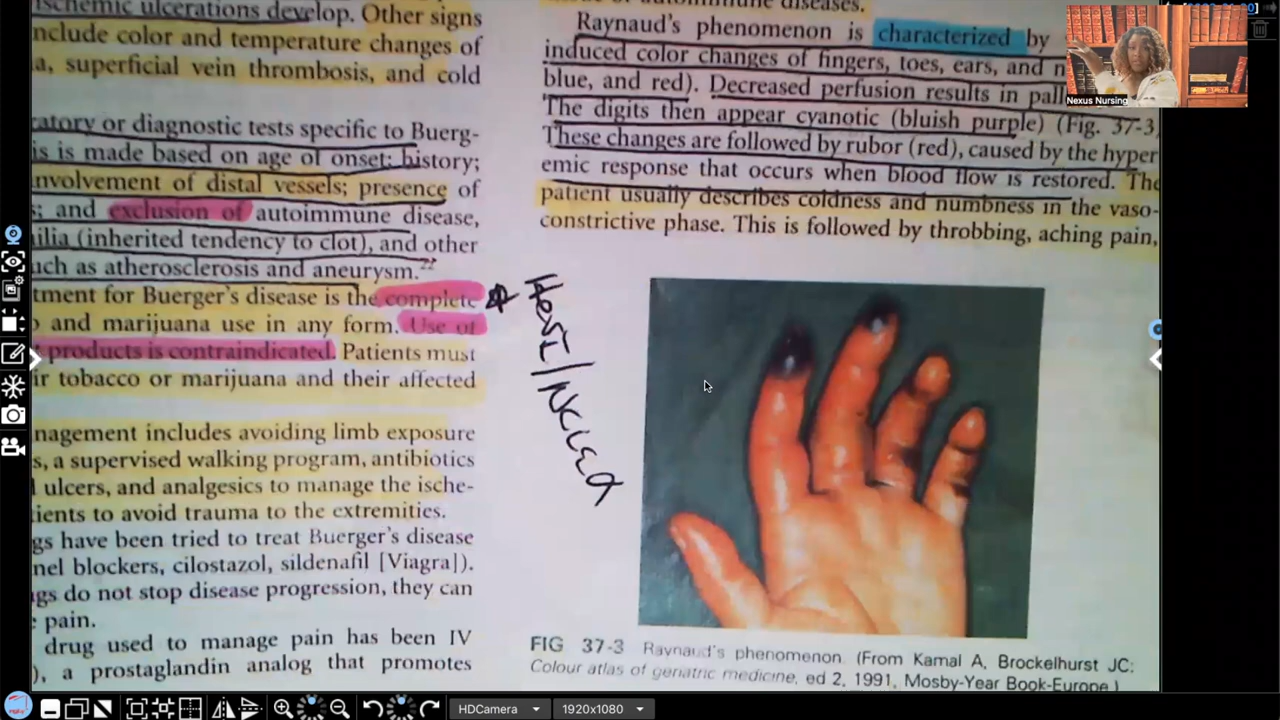 ischemic ulcerations develop. Other signs
nclude color and temperature changes of
a, superficial vein thrombosis, and cold
ratory or diagnostic tests specific to Buerg-
is is made based on age of onset; history;
nvolvement of distal vessels; presence of
s; and exclusion of autoimmune disease,
ilia (inherited tendency to clot), and other
uch as atherosclerosis and aneurysm.22
tment for Buerger's disease is the complete
o and marijuana use in any form. Use of
t products is contraindicated. Patients must
ir tobacco or marijuana and their affected
nagement includes avoiding limb exposure
s, a supervised walking program, antibiotics
l ulcers, and analgesics to manage the ische-
ients to avoid trauma to the extremities.
gs have been tried to treat Buerger's disease
nel blockers, cilostazol, sildenafil [Viagra]).
gs do not stop disease progression, they can
e pain.
drug used to manage pain has been IV
), a prostaglandin analog that promotes
diseases.
Raynaud's phenomenon is characterized by
induced color changes of fingers, toes, ears, and n
blue, and red). Decreased perfusion results in pall
The digits then appear cyanotic (bluish purple) (Fig. 37-3
These changes are followed by rubor (red), caused by the hyper
emic response that occurs when blood flow is restored. The
patient usually describes coldness and numbness in the vaso-
constrictive phase. This is followed by throbbing, aching pain,
HESI/NCLEX
FIG 37-3 Raynaud's phenomenon. (From Kamal A, Brockelhurst JC:
Colour atlas of geriatric medicine, ed 2, 1991, Mosby-Year Book-Europe.)
Nexus Nursing
HDCamera
1920x1080